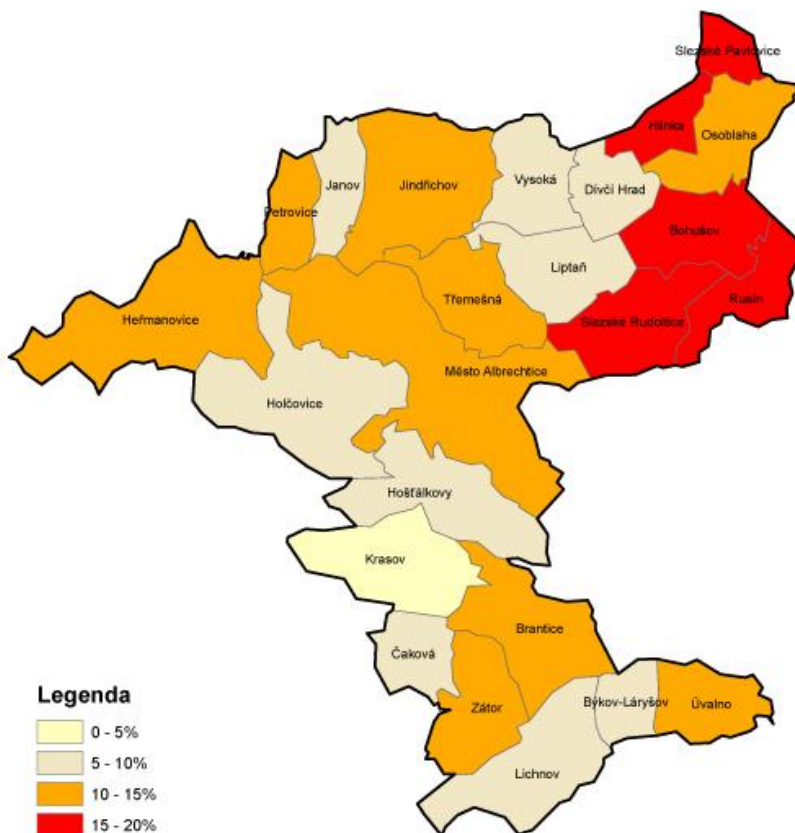 Slezské Pavlovice
Hlinka
Osoblaha
Janov
Jindřichov
Vysoká
Dívčí Hrad
Petrovice
Bohušov
Liptaň
Rusín
Třemešná
Slezské Rudoltice
Heřmanovice
Město Albrechtice
Holčovice
Hošťálkovy
Krasov
Brantice
Čaková
Zátor
Býkov-Láryšov
Úvalno
Lichnov
Legenda
0 - 5%
5 - 10%
10 - 15%
15 - 20%